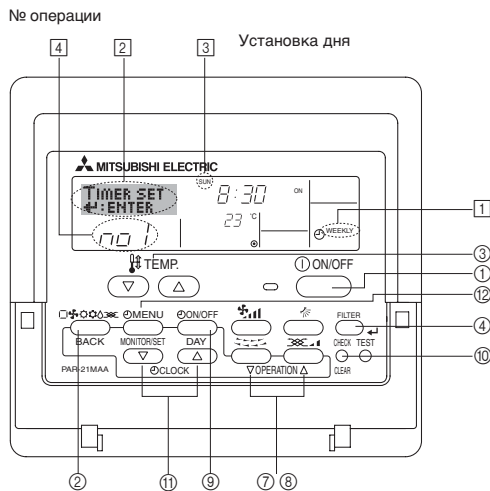 № операции
Установка дня
4 2 3
MITSUBISHI ELECTRIC
SUN
TIMER SET
:ENTER
8:30 ON
23 °C
WEEKLY
1
no 1
TEMP.
ON/OFF
③
①
⑫
MENU ON/OFF FILTER
④
BACK MONITOR/SET DAY CHECK TEST
PAR-21MAA CLOCK OPERATION CLEAR
⑩
② ⑪ ⑨ ⑦ ⑧